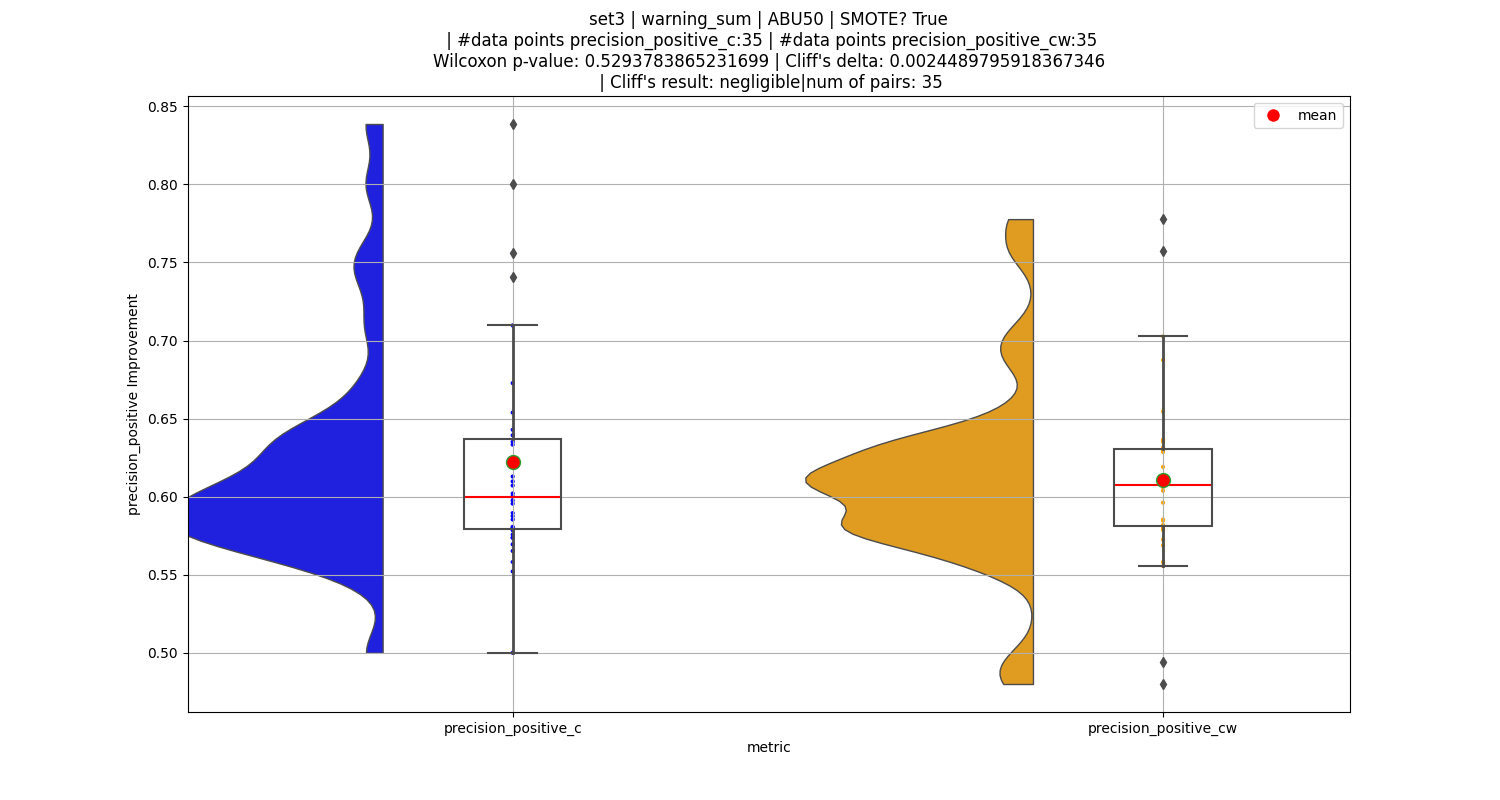 set3 | warning_sum | ABU50 | SMOTE? True
| #data points precision_positive_c:35 | #data points precision_positive_cw:35
Wilcoxon p-value: 0.5293783865231699 | Cliff's delta: 0.0024489795918367346
| Cliff's result: negligible|num of pairs: 35
mean
0.85
0.80
0.75
0.70
0.65
0.60
0.55
0.50
precision_positive Improvement
precision_positive_c
precision_positive_cw
metric